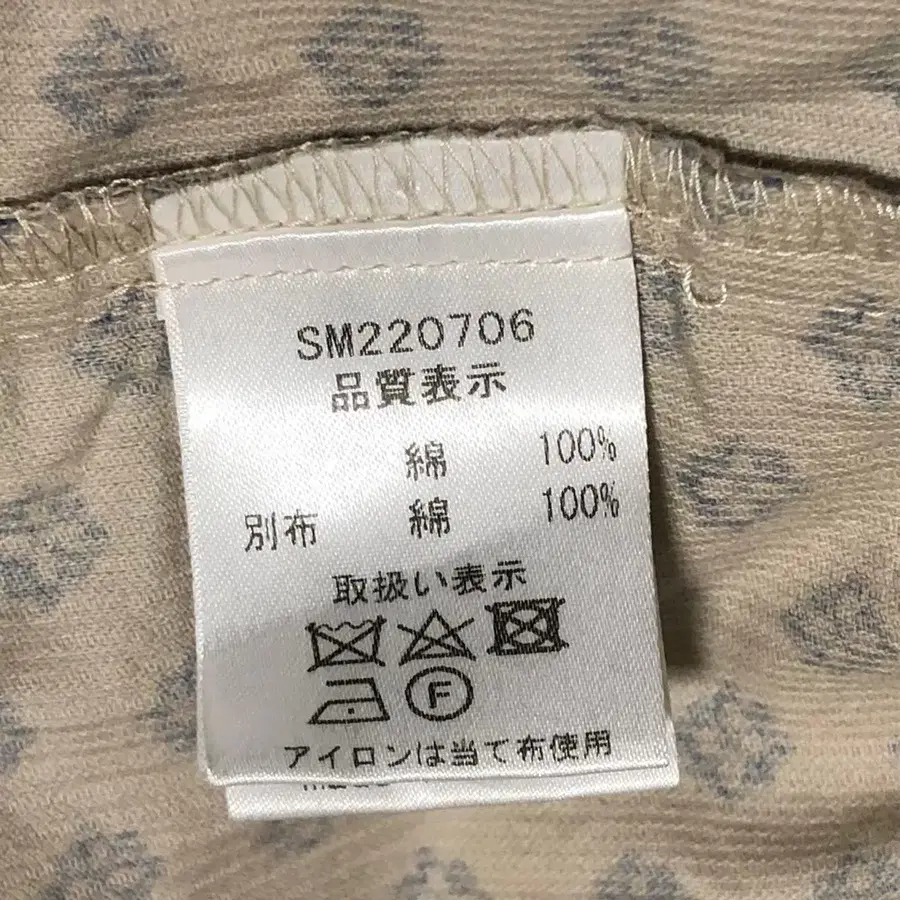 SM220706
品質表示
綿 100%
別布 綿 100%
取扱い表示
F
アイロンは当て布使用